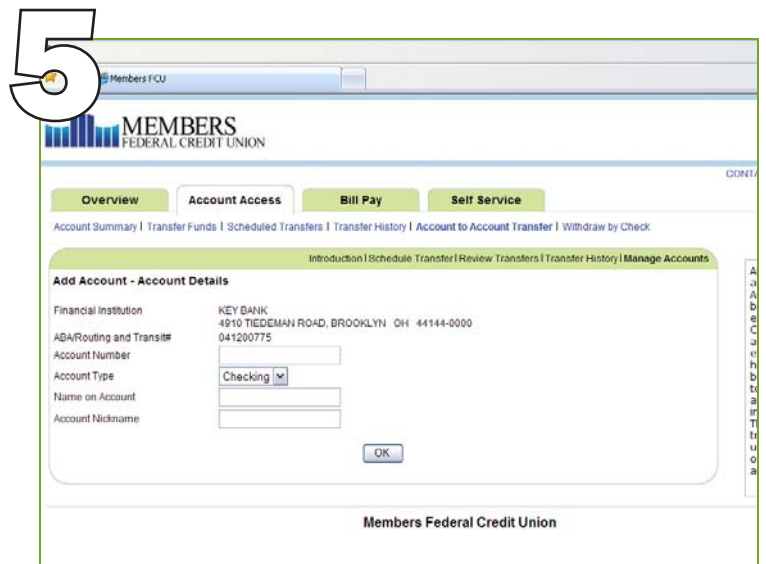 5
Members FCU
MEMBERS
FEDERAL CREDIT UNION
CONTA
Overview Account Access Bill Pay Self Service
Account Summary | Transfer Funds | Scheduled Transfers | Transfer History | Account to Account Transfer | Withdraw by Check
Introduction | Schedule Transfer | Review Transfers | Transfer History | Manage Accounts
Add Account - Account Details
Financial Institution KEY BANK
4910 TIEDEMAN ROAD, BROOKLYN OH 44144-0000
ABA/Routing and Transit# 041200775
Account Number
Account Type Checking
Name on Account
Account Nickname
OK
Members Federal Credit Union